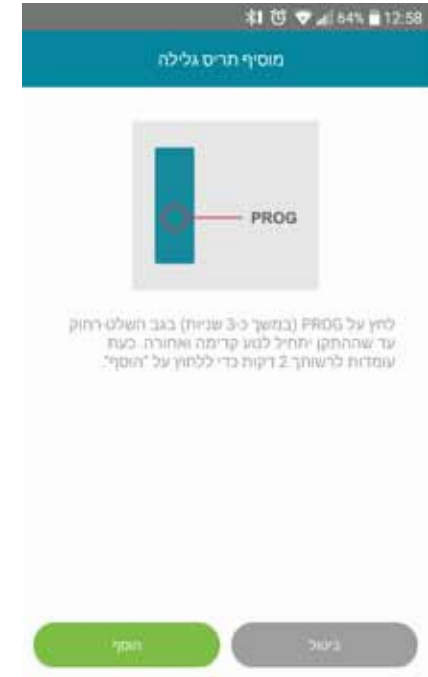 64% 12:58
מוסיף תריס גלילה
PROG
לחץ על PROG (במשך כ-3 שניות) בגב השלט-רחוק
עד שההתקן יתחיל לנוע קדימה ואחורה. כעת
עומדות לרשותך 2 דקות כדי ללחוץ על "הוסף".
ביטול
הוסף